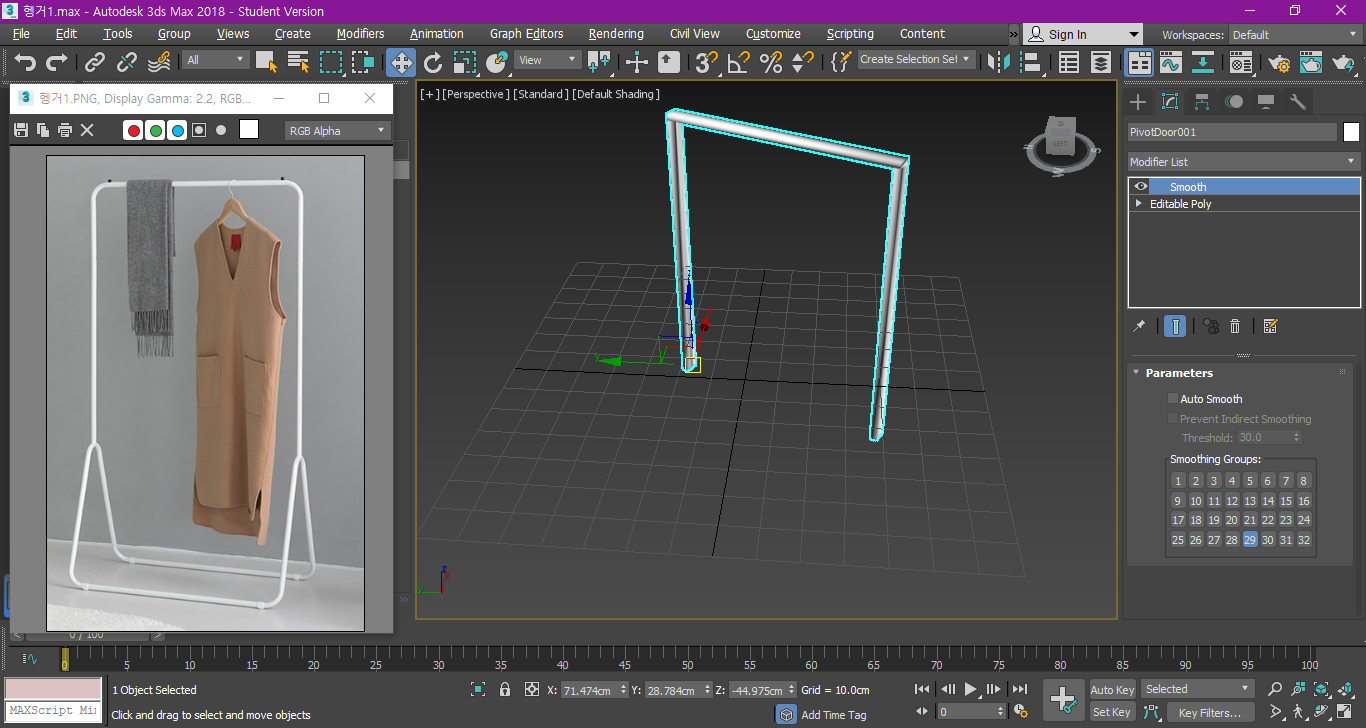 행거1.max - Autodesk 3ds Max 2018 - Student Version
File Edit Tools Group Views Create Modifiers Animation Graph Editors Rendering Civil View Customize Scripting Content » Sign In Workspaces: Default
All View Create Selection Set
행거1.PNG, Display Gamma: 2.2, RGB...
RGB Alpha
[+] [Perspective ] [Standard ] [Default Shading ]
LEFT
PivotDoor001
Modifier List
Smooth
Editable Poly
Parameters
Auto Smooth
Prevent Indirect Smoothing
Threshold: 30.0
Smoothing Groups:
1 2 3 4 5 6 7 8
9 10 11 12 13 14 15 16
17 18 19 20 21 22 23 24
25 26 27 28 29 30 31 32
y
z
x
0 / 100
0 5 10 15 20 25 30 35 40 45 50 55 60 65 70 75 80 85 90 95 100
1 Object Selected X: 71.474cm Y: 28.784cm Z: -44.975cm Grid = 10.0cm Auto Key Selected
MAXScript Mi Click and drag to select and move objects Add Time Tag 0 Set Key Key Filters...